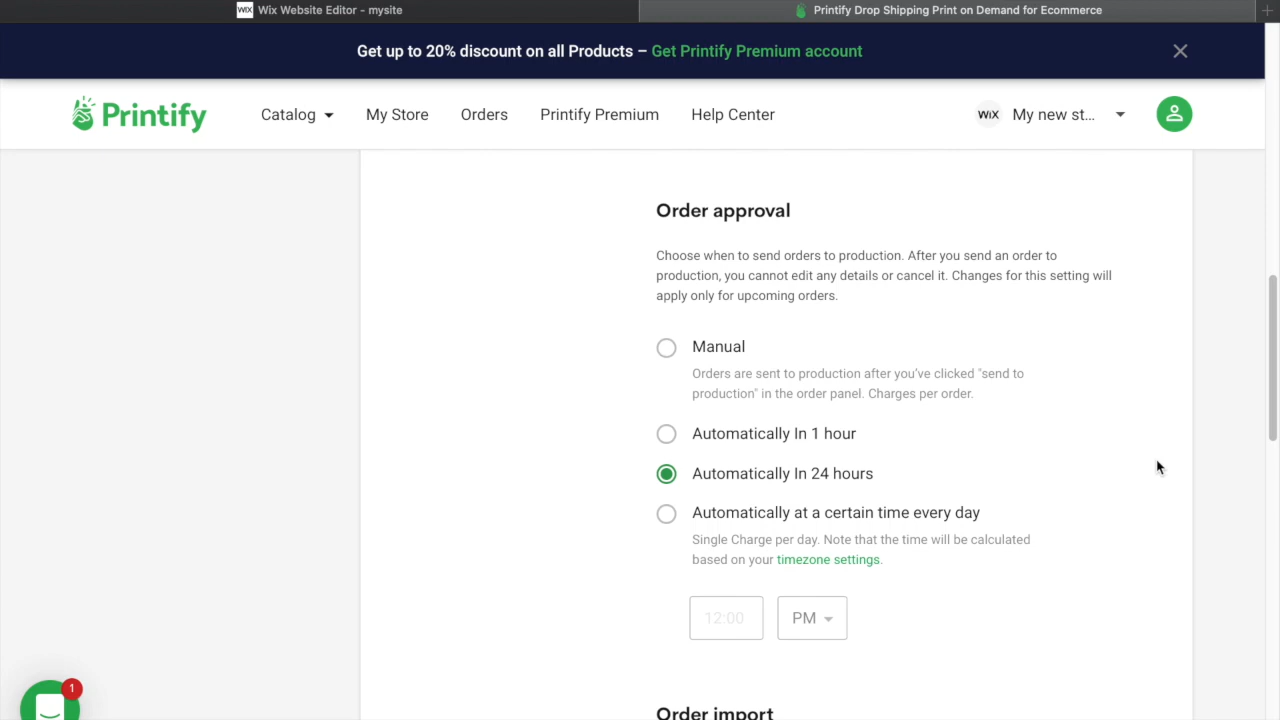 WIX Wix Website Editor - mysite
Printify Drop Shipping Print on Demand for Ecommerce
Get up to 20% discount on all Products – Get Printify Premium account
Printify
Catalog
My Store
Orders
Printify Premium
Help Center
WIX My new st...
Order approval
Choose when to send orders to production. After you send an order to
production, you cannot edit any details or cancel it. Changes for this setting will
apply only for upcoming orders.
Manual
Orders are sent to production after you've clicked "send to
production" in the order panel. Charges per order.
Automatically In 1 hour
Automatically In 24 hours
Automatically at a certain time every day
Single Charge per day. Note that the time will be calculated
based on your timezone settings.
12:00 PM
1
Order import